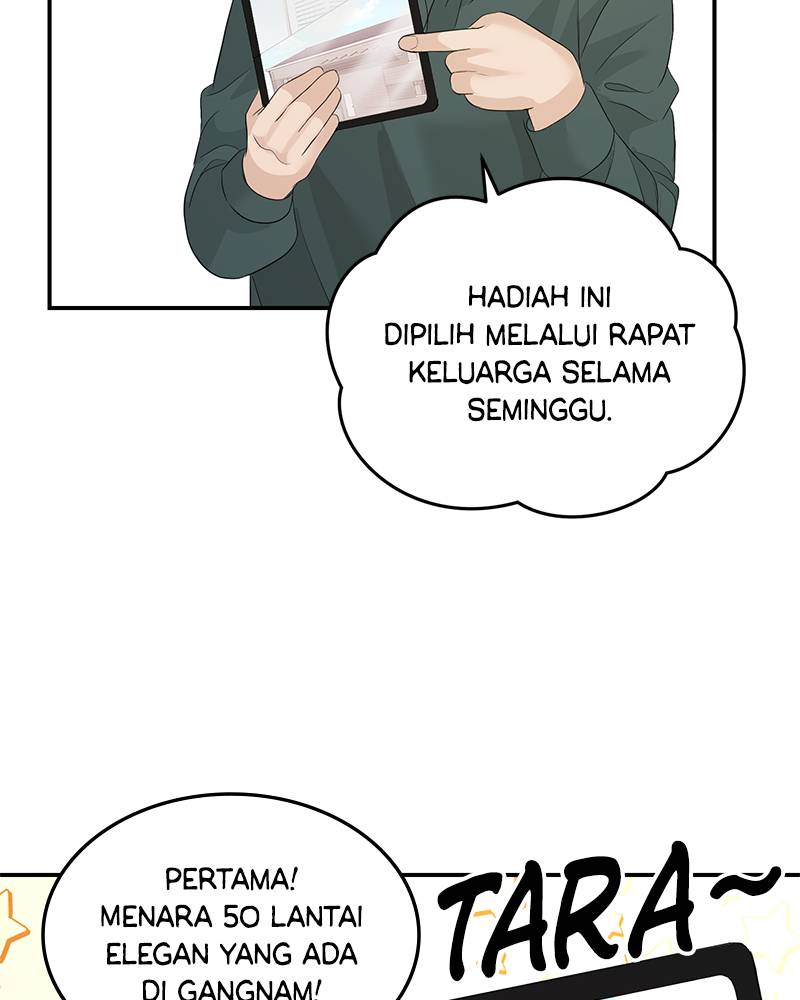 HADIAH INI
DIPILIH MELALUI RAPAT
KELUARGA SELAMA
SEMINGGU.
PERTAMA!
MENARA 50 LANTAI
ELEGAN YANG ADA
DI GANGNAM!
TARA~